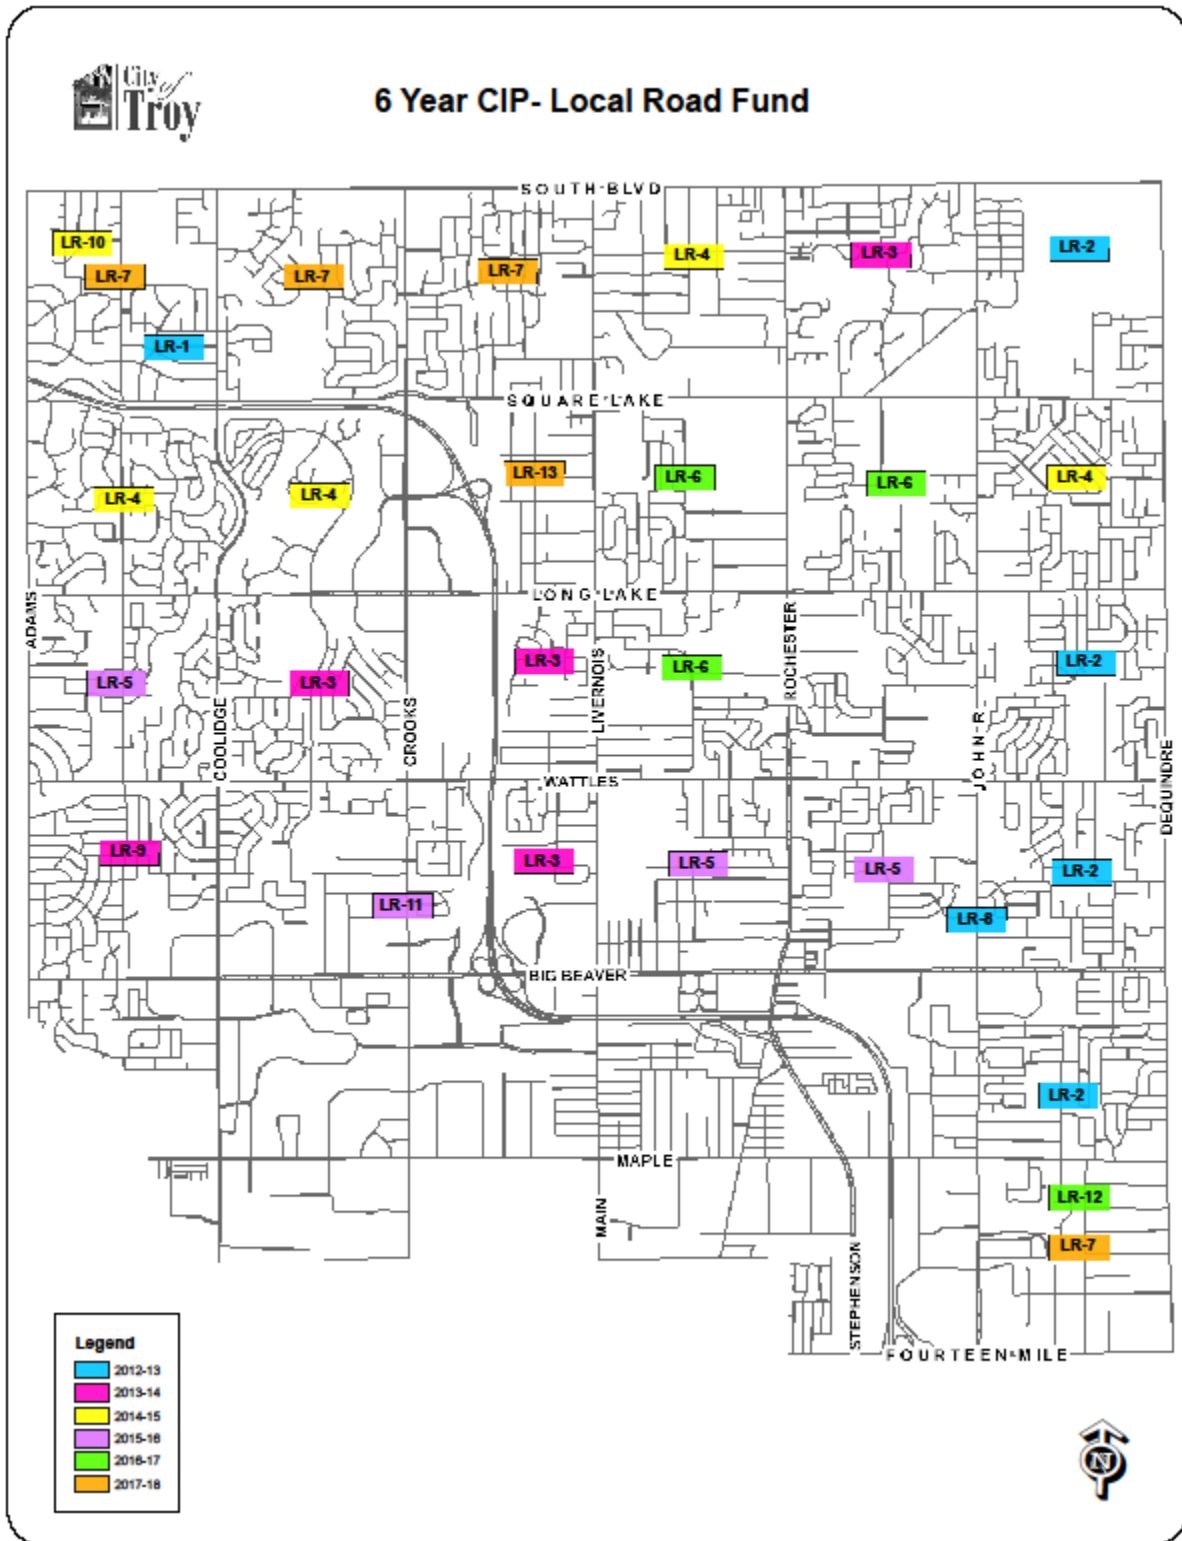 City of
Troy
6 Year CIP- Local Road Fund
SOUTH BLVD
LR-10
LR-7
LR-7
LR-7
LR-4
LR-3
LR-2
LR-1
SQUARE LAKE
LR-4
LR-4
LR-13
LR-6
LR-6
LR-4
LONG LAKE
ADAMS
LR-5
COOLIDGE
LR-3
CROOKS
LR-3
LIVERNOIS
LR-6
ROCHESTER
JOHN R
LR-2
DEQUINDRE
WATTLES
LR-9
LR-11
LR-3
LR-5
LR-5
LR-2
LR-8
BIG BEAVER
LR-2
MAPLE
MAIN
LR-12
LR-7
STEPHENSON
FOURTEEN MILE
Legend
2012-13
2013-14
2014-15
2015-16
2016-17
2017-18
N